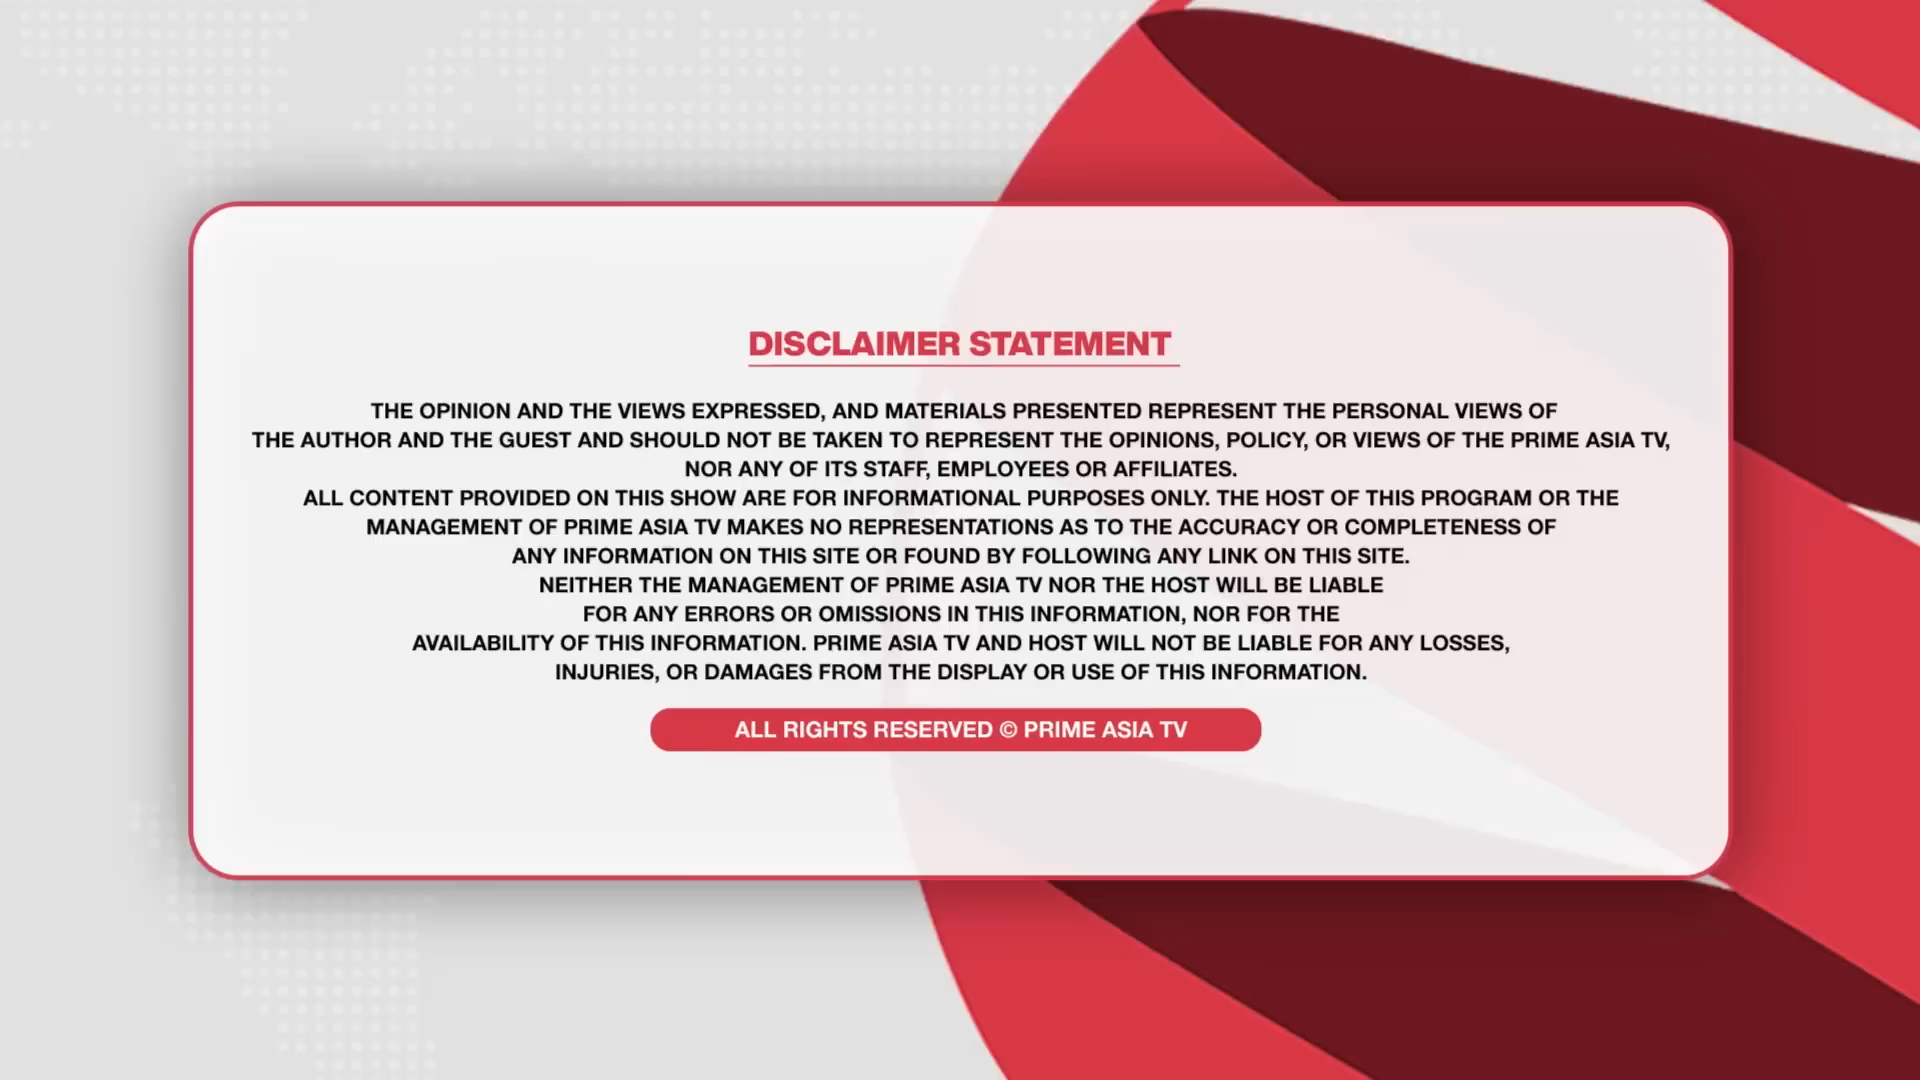 DISCLAIMER STATEMENT
THE OPINION AND THE VIEWS EXPRESSED, AND MATERIALS PRESENTED REPRESENT THE PERSONAL VIEWS OF
THE AUTHOR AND THE GUEST AND SHOULD NOT BE TAKEN TO REPRESENT THE OPINIONS, POLICY, OR VIEWS OF THE PRIME ASIA TV,
NOR ANY OF ITS STAFF, EMPLOYEES OR AFFILIATES.
ALL CONTENT PROVIDED ON THIS SHOW ARE FOR INFORMATIONAL PURPOSES ONLY. THE HOST OF THIS PROGRAM OR THE
MANAGEMENT OF PRIME ASIA TV MAKES NO REPRESENTATIONS AS TO THE ACCURACY OR COMPLETENESS OF
ANY INFORMATION ON THIS SITE OR FOUND BY FOLLOWING ANY LINK ON THIS SITE.
NEITHER THE MANAGEMENT OF PRIME ASIA TV NOR THE HOST WILL BE LIABLE
FOR ANY ERRORS OR OMISSIONS IN THIS INFORMATION, NOR FOR THE
AVAILABILITY OF THIS INFORMATION. PRIME ASIA TV AND HOST WILL NOT BE LIABLE FOR ANY LOSSES,
INJURIES, OR DAMAGES FROM THE DISPLAY OR USE OF THIS INFORMATION.
ALL RIGHTS RESERVED © PRIME ASIA TV